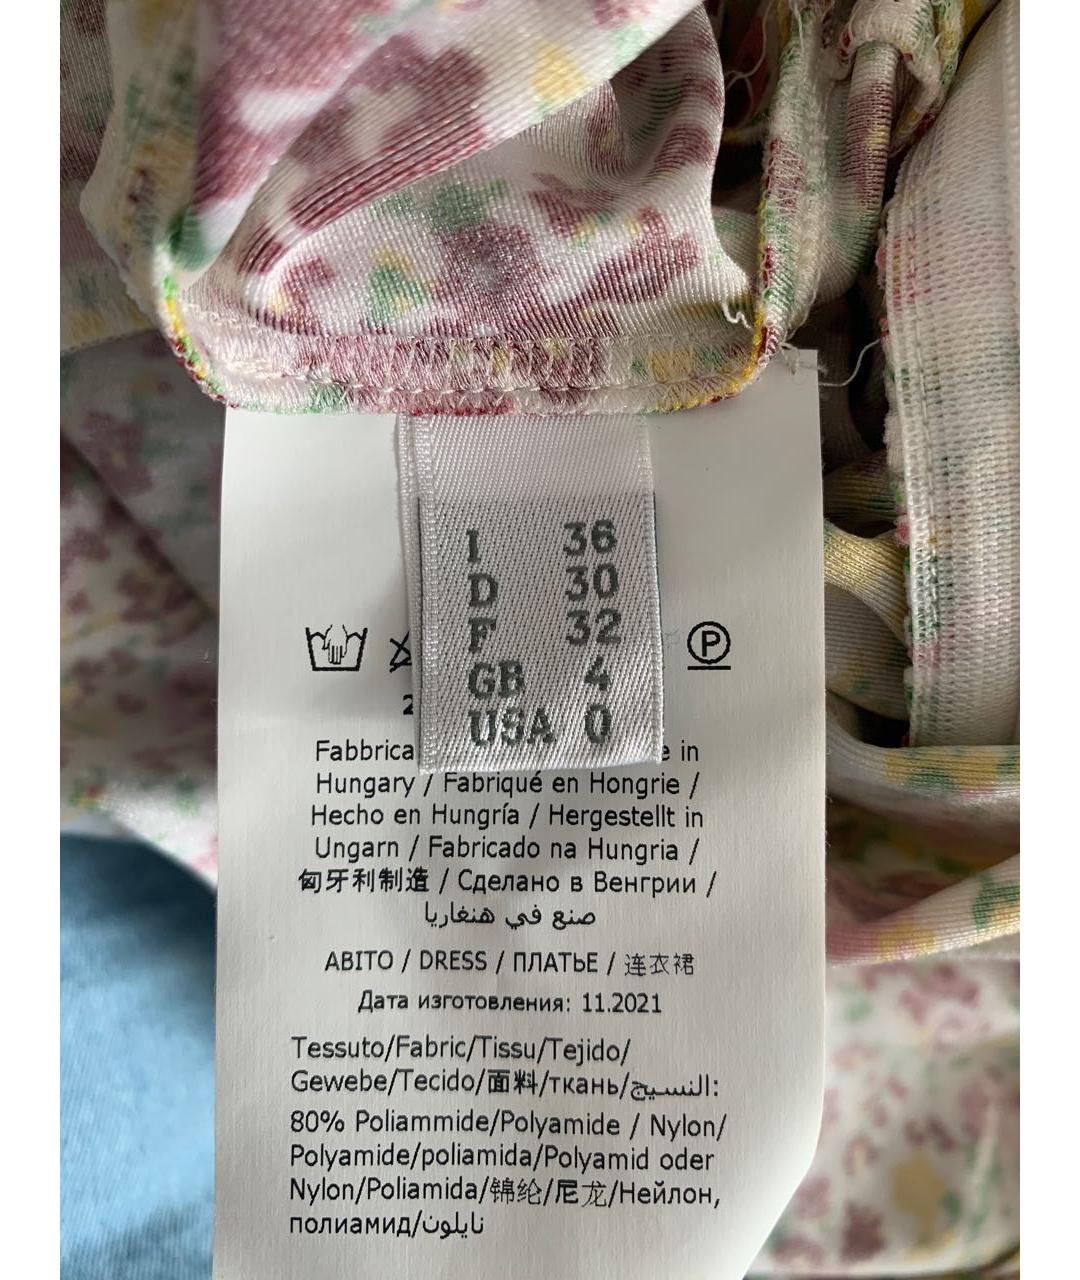 I 36
D 30
F 32
GB 4
USA 0
P
2
Fabbrica e in
Hungary / Fabriqué en Hongrie /
Hecho en Hungría / Hergestellt in
Ungarn / Fabricado na Hungria /
匈牙利制造 / Сделано в Венгрии /
صنع في هنغاريا
ABITO / DRESS / ПЛАТЬЕ / 连衣裙
Дата изготовления: 11.2021
Tessuto/Fabric/Tissu/Tejido/
Gewebe/Tecido/面料/ткань/النسيج:
80% Poliammide/Polyamide / Nylon/
Polyamide/poliamida/Polyamid oder
Nylon/Poliamida/锦纶/尼龙/Нейлон,
полиамид/نايلون